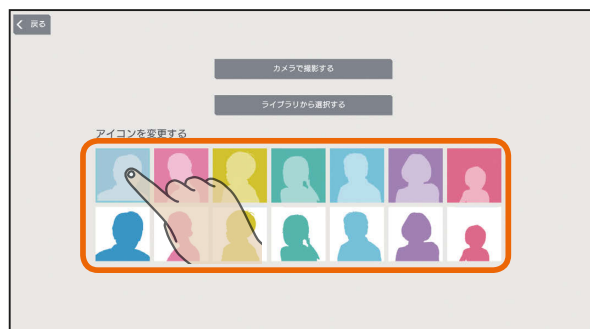 戻る
カメラで撮影する
ライブラリから選択する
アイコンを変更する